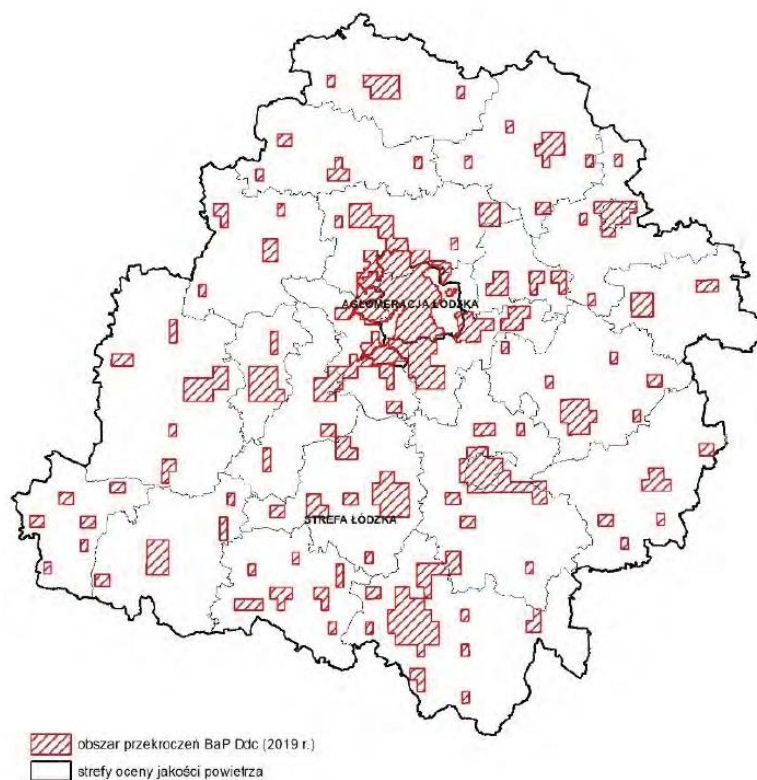 AGLOMERACJA ŁÓDZKA
STREFA ŁÓDZKA
obszar przekroczeń BaP Ddc (2019 r.)
strefy oceny jakości powietrza